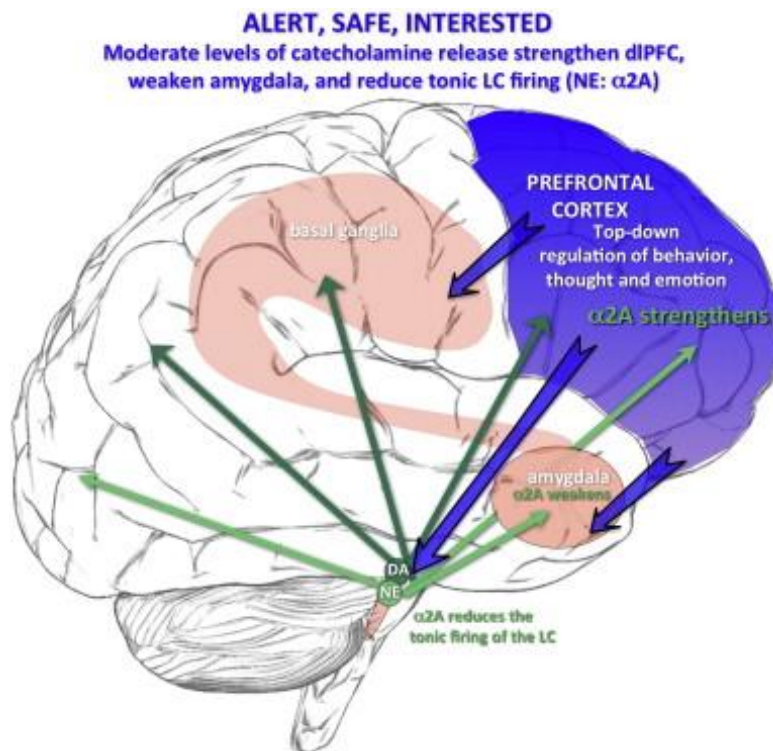 ALERT, SAFE, INTERESTED
Moderate levels of catecholamine release strengthen dlPFC,
weaken amygdala, and reduce tonic LC firing (NE: α2A)
PREFRONTAL
CORTEX
Top-down
regulation of behavior,
thought and emotion
α2A strengthens
basal ganglia
amygdala
α2A weakens
DA
NE
α2A reduces the
tonic firing of the LC